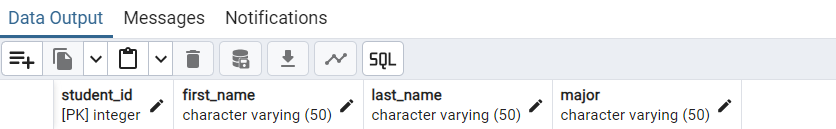 Data Output Messages Notifications
SQL
student_id first_name last_name major
[PK] integer character varying (50) character varying (50) character varying (50)